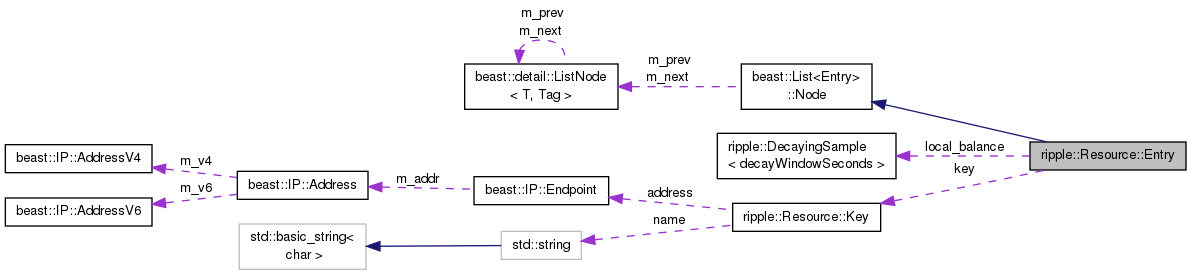 m_prev
m_next
m_prev
m_next
beast::detail::ListNode
< T, Tag >
beast::List<Entry>
::Node
ripple::DecayingSample
< decayWindowSeconds >
local_balance
ripple::Resource::Entry
key
beast::IP::AddressV4
m_v4
m_v6
beast::IP::AddressV6
beast::IP::Address
m_addr
beast::IP::Endpoint
address
name
ripple::Resource::Key
std::basic_string<
char >
std::string